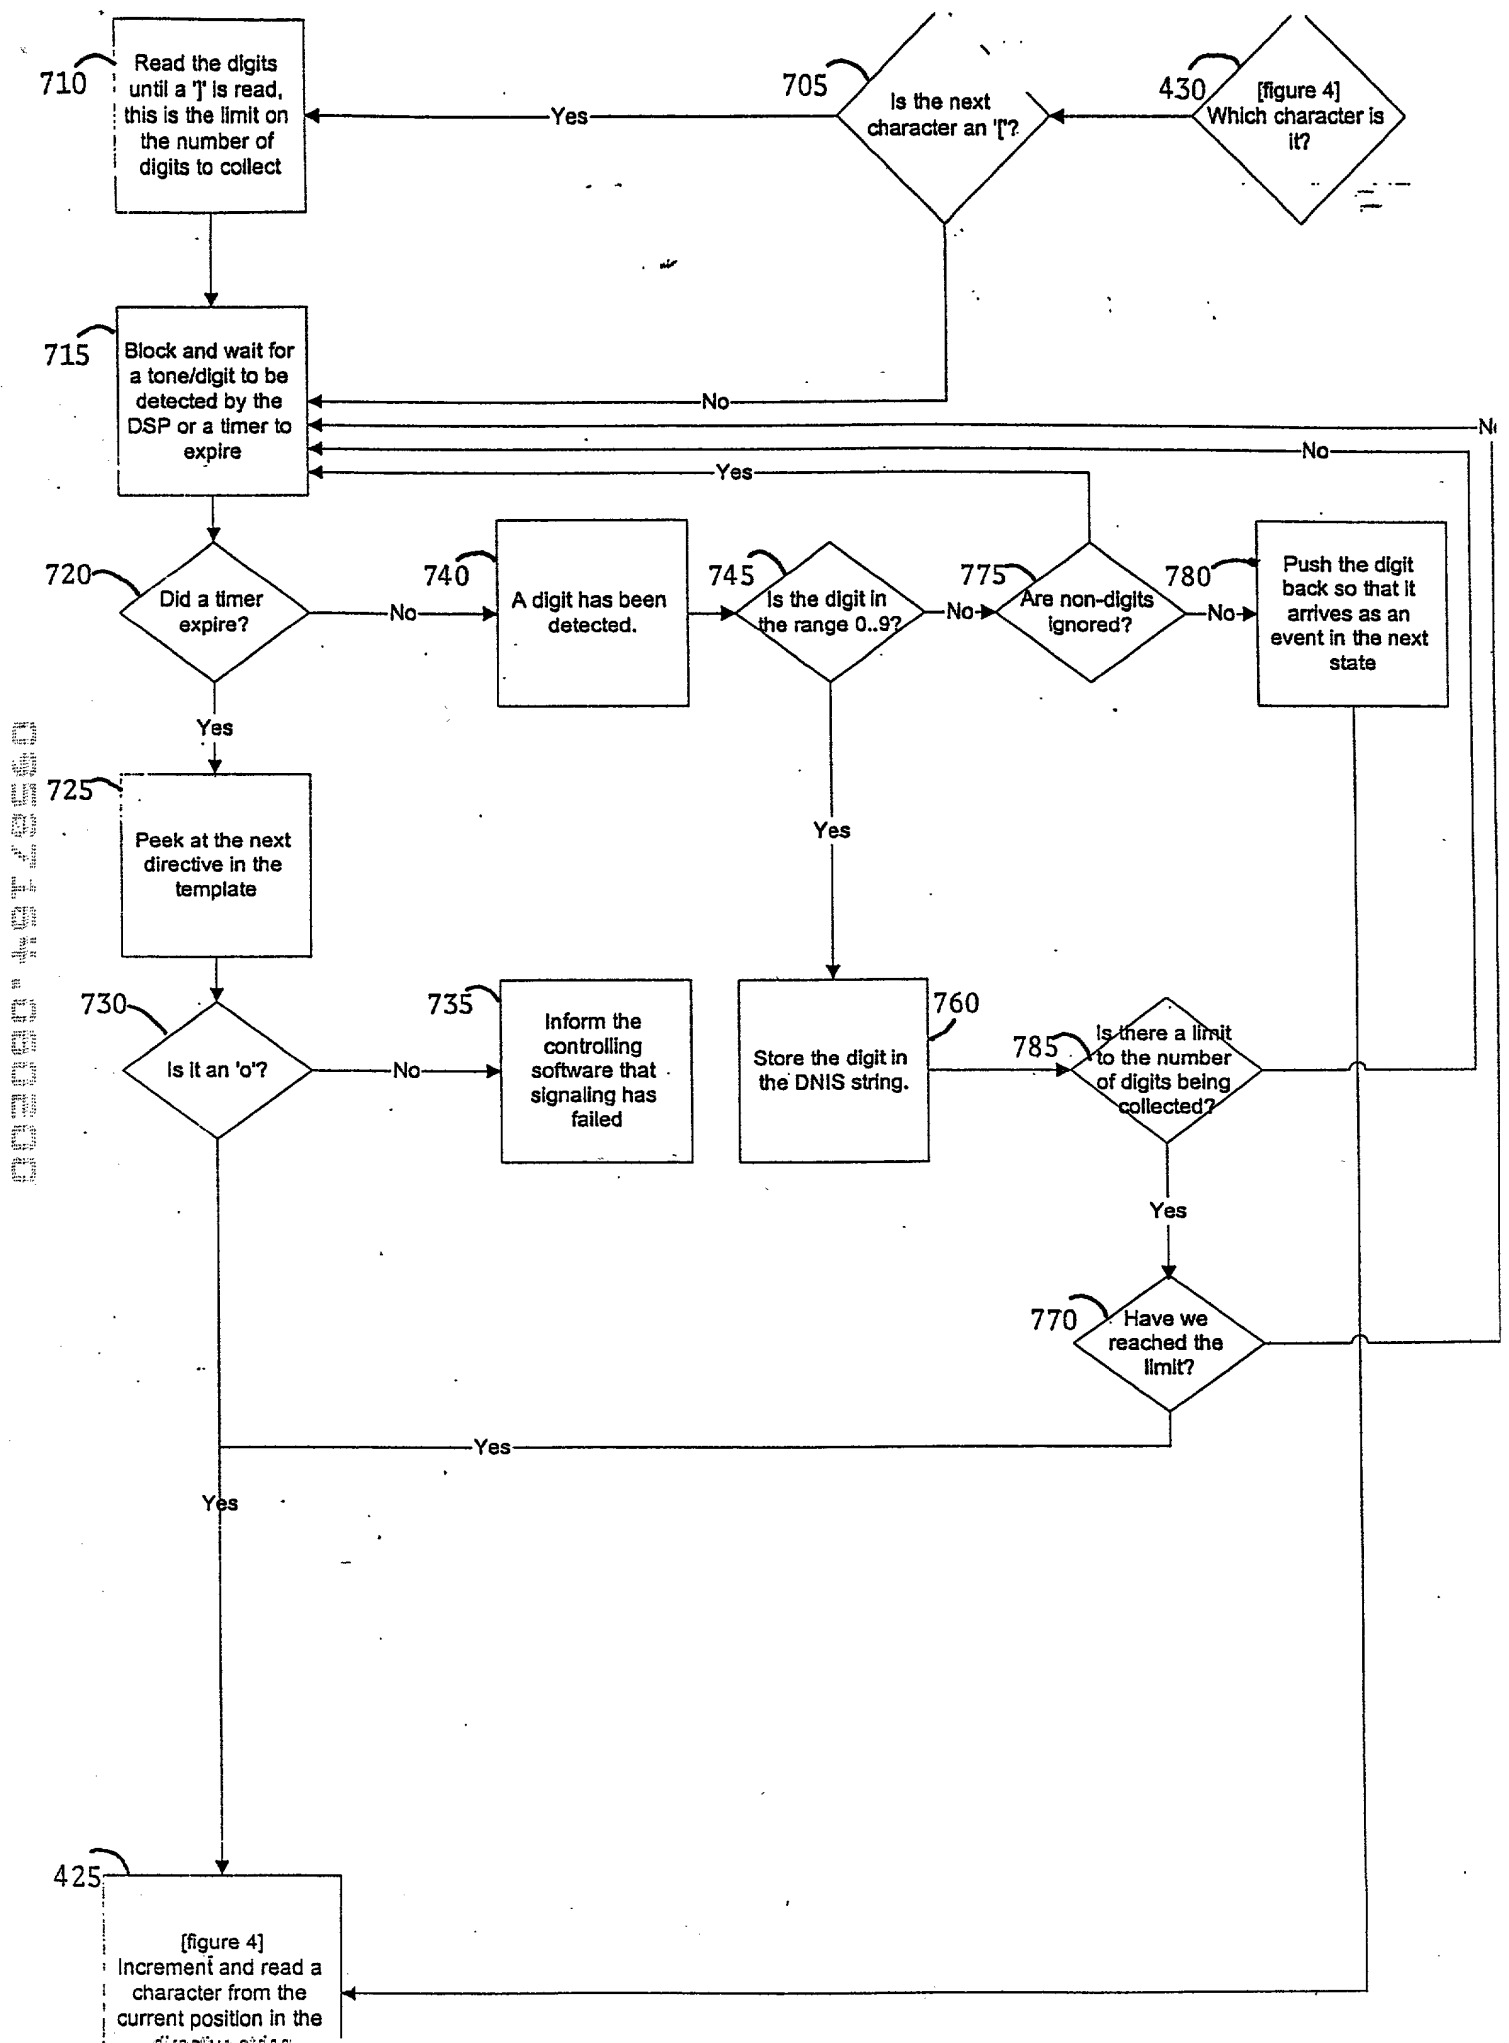 710
Read the digits
until a ']' is read,
this is the limit on
the number of
digits to collect
Yes
705
Is the next
character an '['?
430
[figure 4]
Which character is
it?
715
Block and wait for
a tone/digit to be
detected by the
DSP or a timer to
expire
No
No
Yes
720
Did a timer
expire?
No
740
A digit has been
detected.
745
Is the digit in
the range 0..9?
No
775
Are non-digits
ignored?
No
780
Push the digit
back so that it
arrives as an
event in the next
state
Yes
725
Peek at the next
directive in the
template
Yes
730
Is it an 'o'?
No
735
Inform the
controlling
software that
signaling has
failed
760
Store the digit in
the DNIS string.
785
Is there a limit
to the number
of digits being
collected?
Yes
770
Have we
reached the
limit?
Yes
Yes
425
[figure 4]
Increment and read a
character from the
current position in the